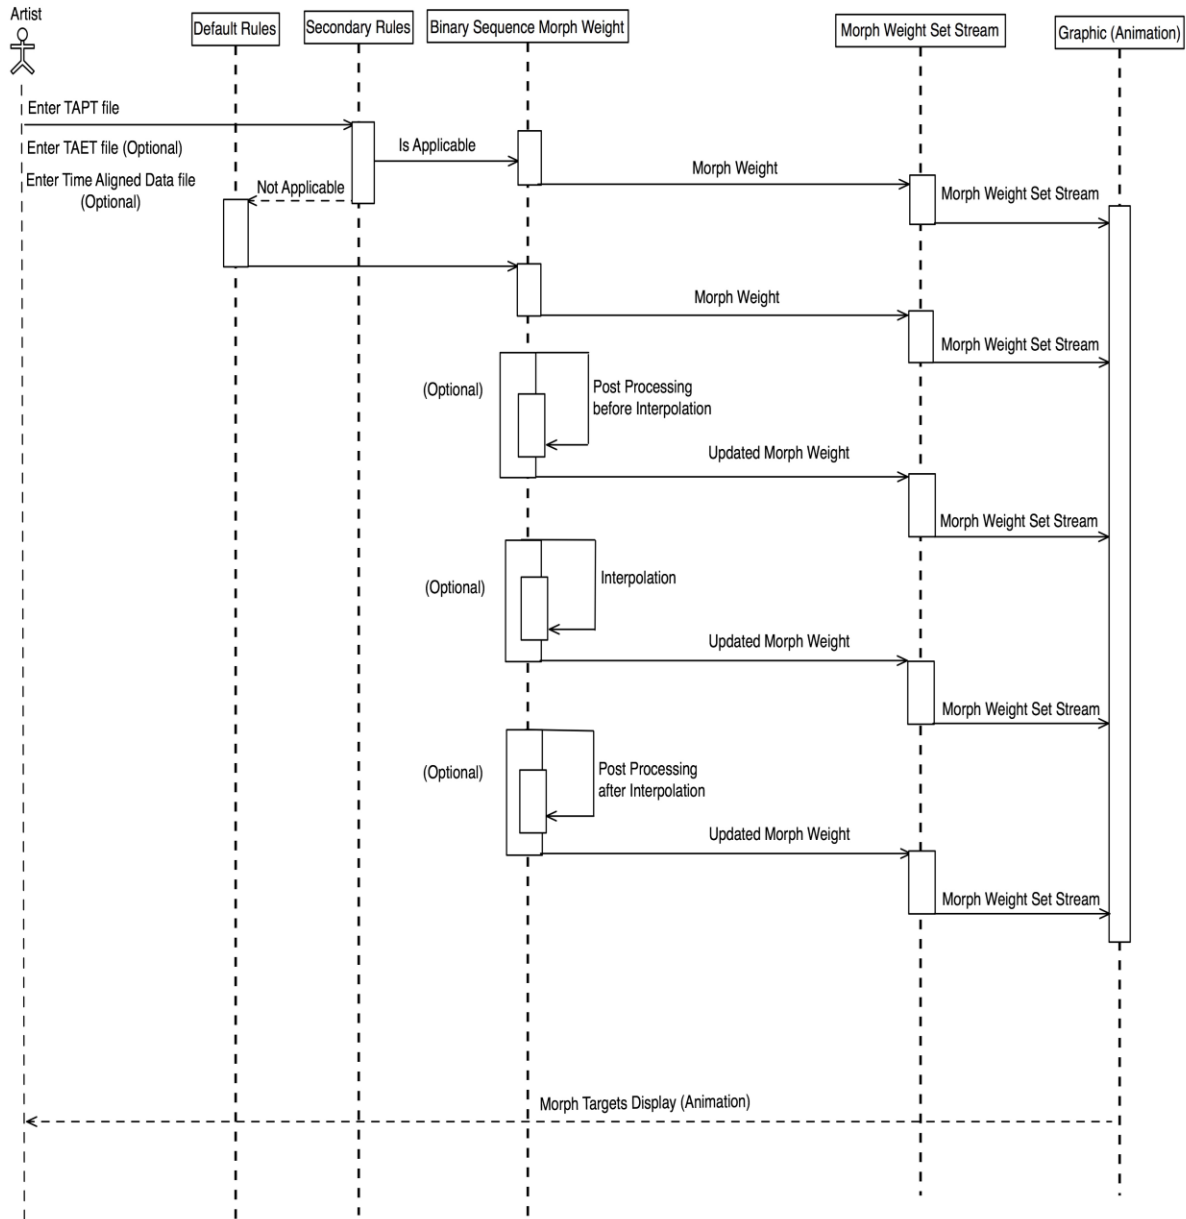 Artist
Default Rules
Secondary Rules
Binary Sequence Morph Weight
Morph Weight Set Stream
Graphic (Animation)
Enter TAPT file
Enter TAET file (Optional)
Is Applicable
Enter Time Aligned Data file
(Optional)
Not Applicable
Morph Weight
Morph Weight Set Stream
Morph Weight
Morph Weight Set Stream
(Optional)
Post Processing
before Interpolation
Updated Morph Weight
Morph Weight Set Stream
(Optional)
Interpolation
Updated Morph Weight
Morph Weight Set Stream
(Optional)
Post Processing
after Interpolation
Updated Morph Weight
Morph Weight Set Stream
Morph Targets Display (Animation)